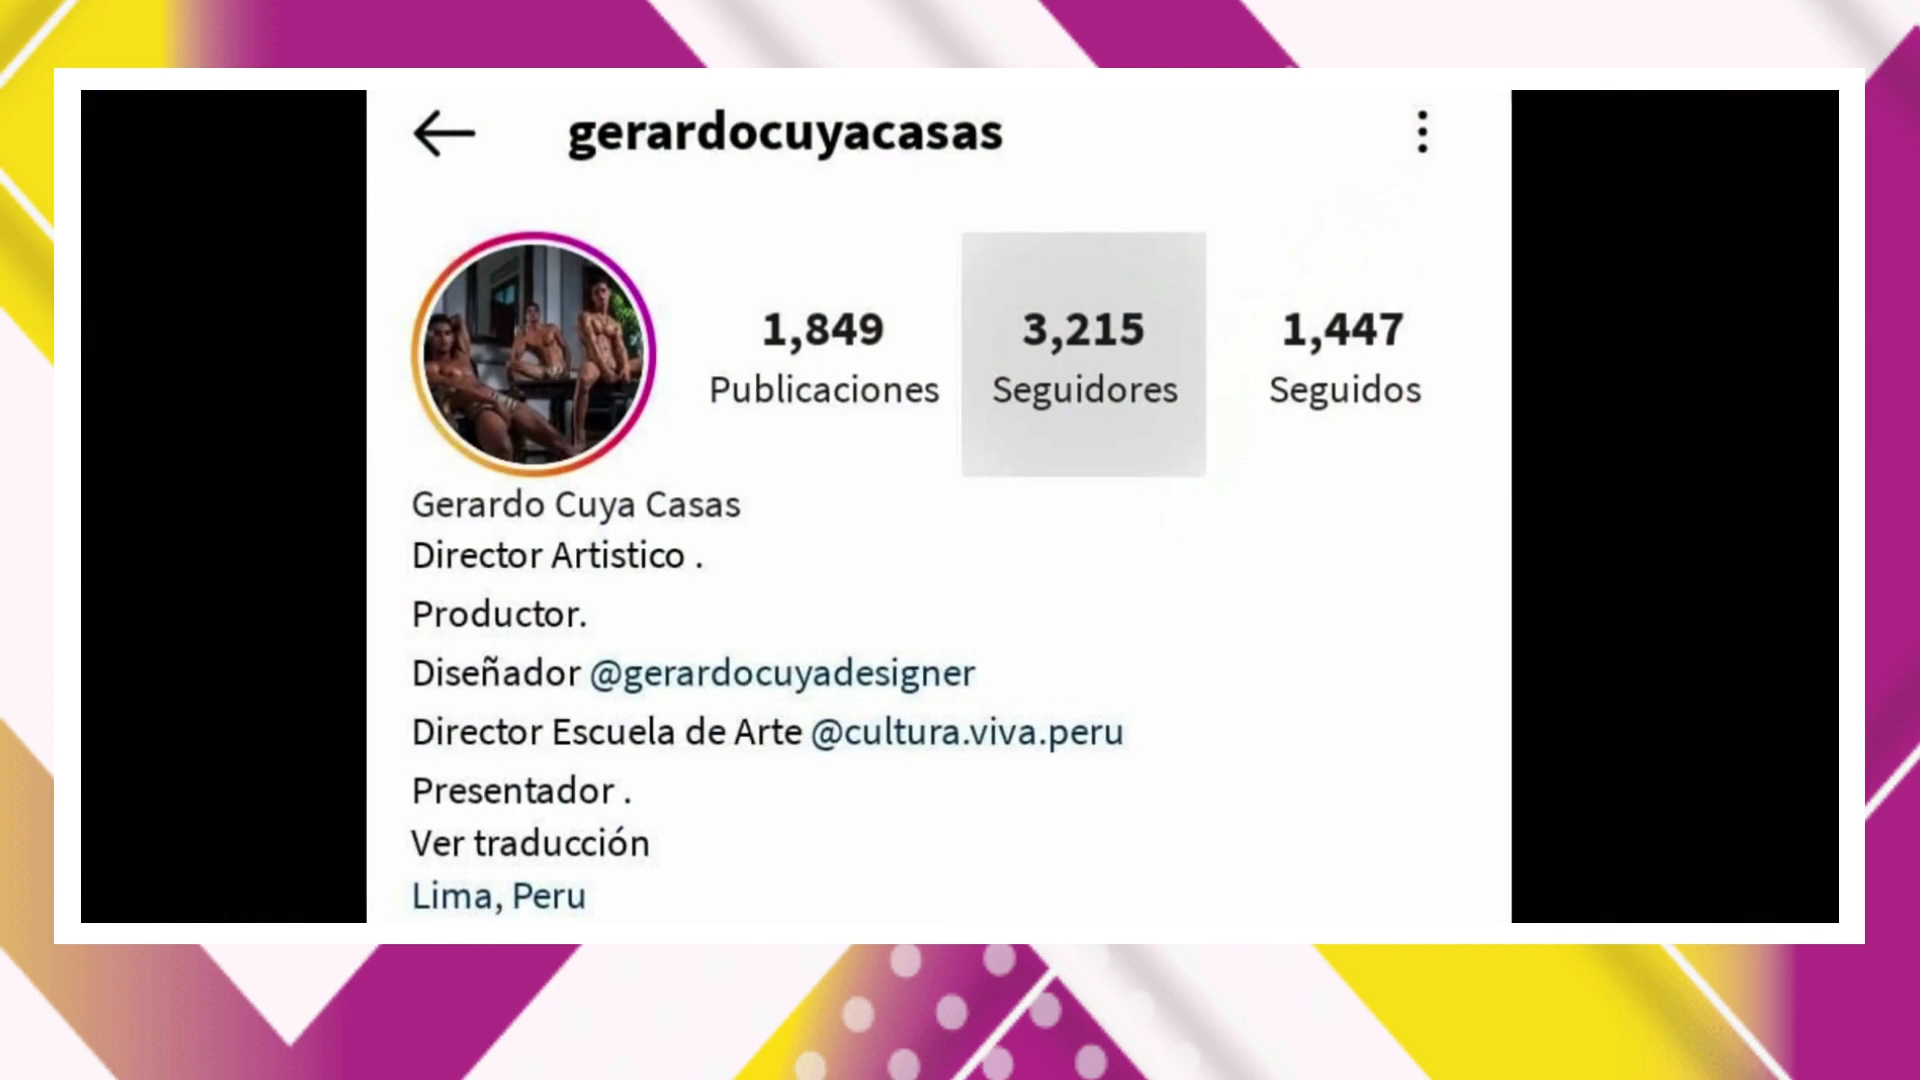 gerardocuyacasas
1,849 3,215 1,447
Publicaciones Seguidores Seguidos
Gerardo Cuya Casas
Director Artistico .
Productor.
Diseñador @gerardocuyadesigner
Director Escuela de Arte @cultura.viva.peru
Presentador .
Ver traducción
Lima, Peru